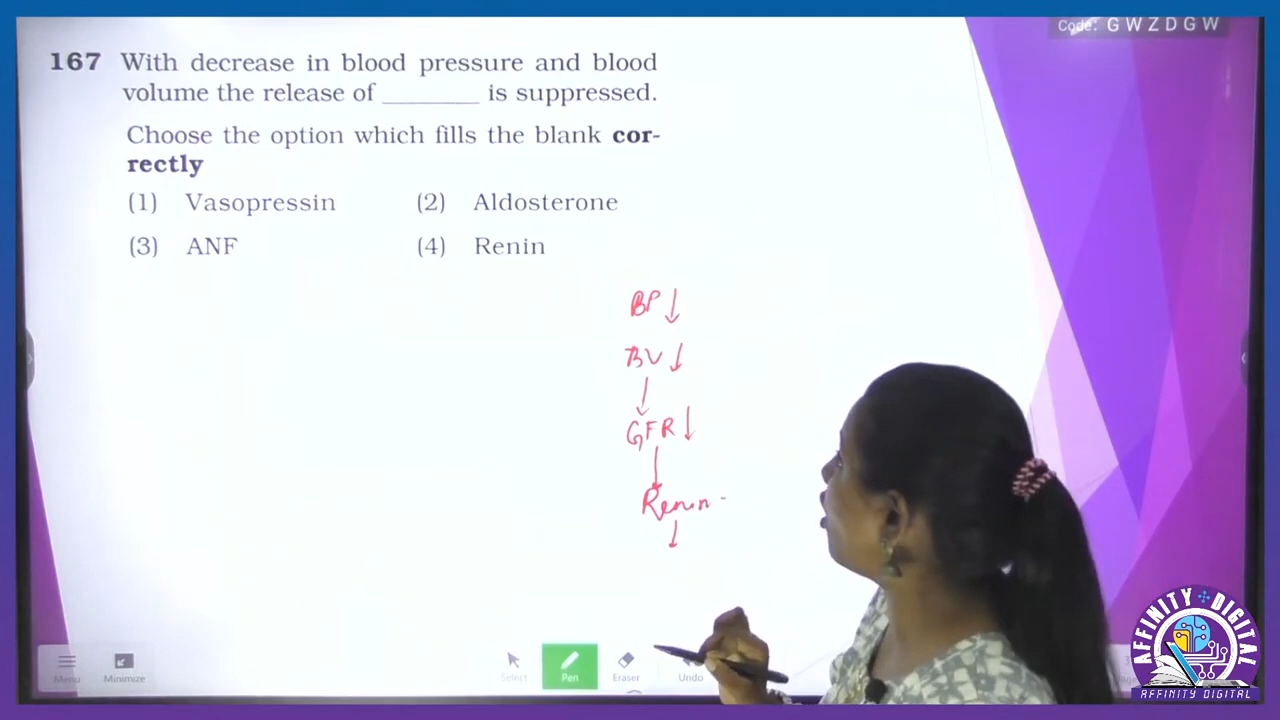 Code: G W Z D G W
167 With decrease in blood pressure and blood
volume the release of ________ is suppressed.
Choose the option which fills the blank cor-
rectly
(1) Vasopressin (2) Aldosterone
(3) ANF (4) Renin
BP ↓
BV ↓
↓
GFR ↓
↓
Renin
↓
Menu
Minimize
Select
Pen
Eraser
Undo
AFFINITY DIGITAL
AFFINITY DIGITAL